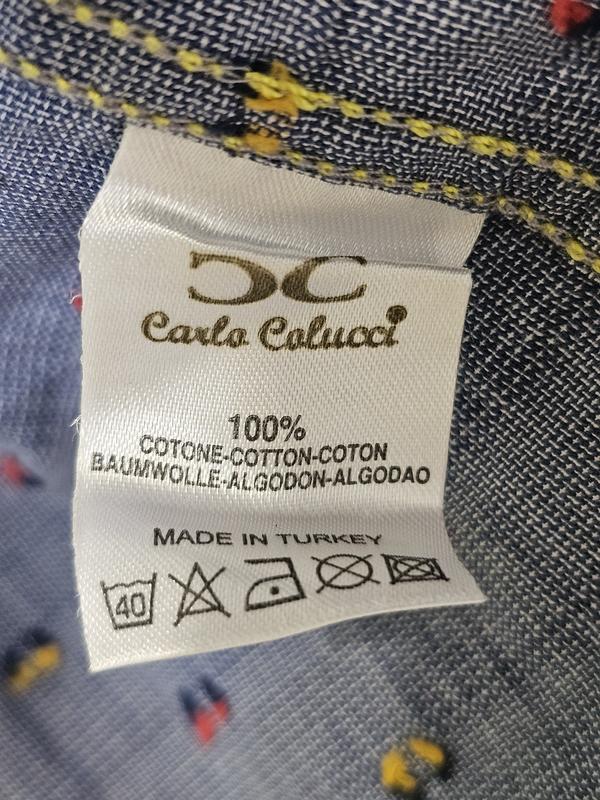 Carlo Colucci®
100%
COTONE-COTTON-COTON
BAUMWOLLE-ALGODON-ALGODAO
MADE IN TURKEY
40